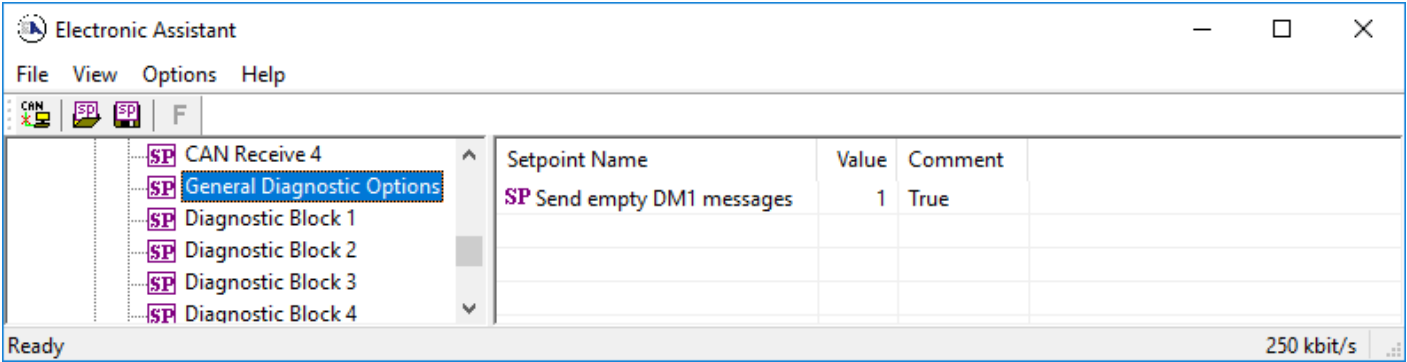 Electronic Assistant
File View Options Help
CAN SP SP F
SP CAN Receive 4
SP General Diagnostic Options
SP Diagnostic Block 1
SP Diagnostic Block 2
SP Diagnostic Block 3
SP Diagnostic Block 4
Setpoint Name Value Comment
SP Send empty DM1 messages 1 True
Ready 250 kbit/s